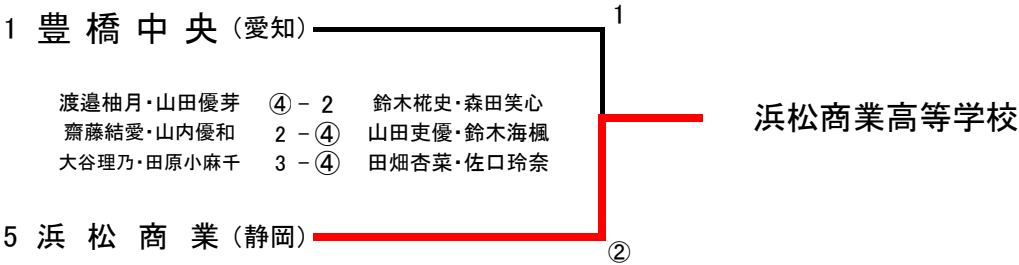 1 豊橋中央（愛知） 1
渡邉柚月・山田優芽 ④ － 2 鈴木椛史・森田笑心
齋藤結愛・山内優和 2 －④ 山田吏優・鈴木海楓
大谷理乃・田原小麻千 3 －④ 田畑杏菜・佐口玲奈
浜松商業高等学校
5 浜松商業（静岡） ②